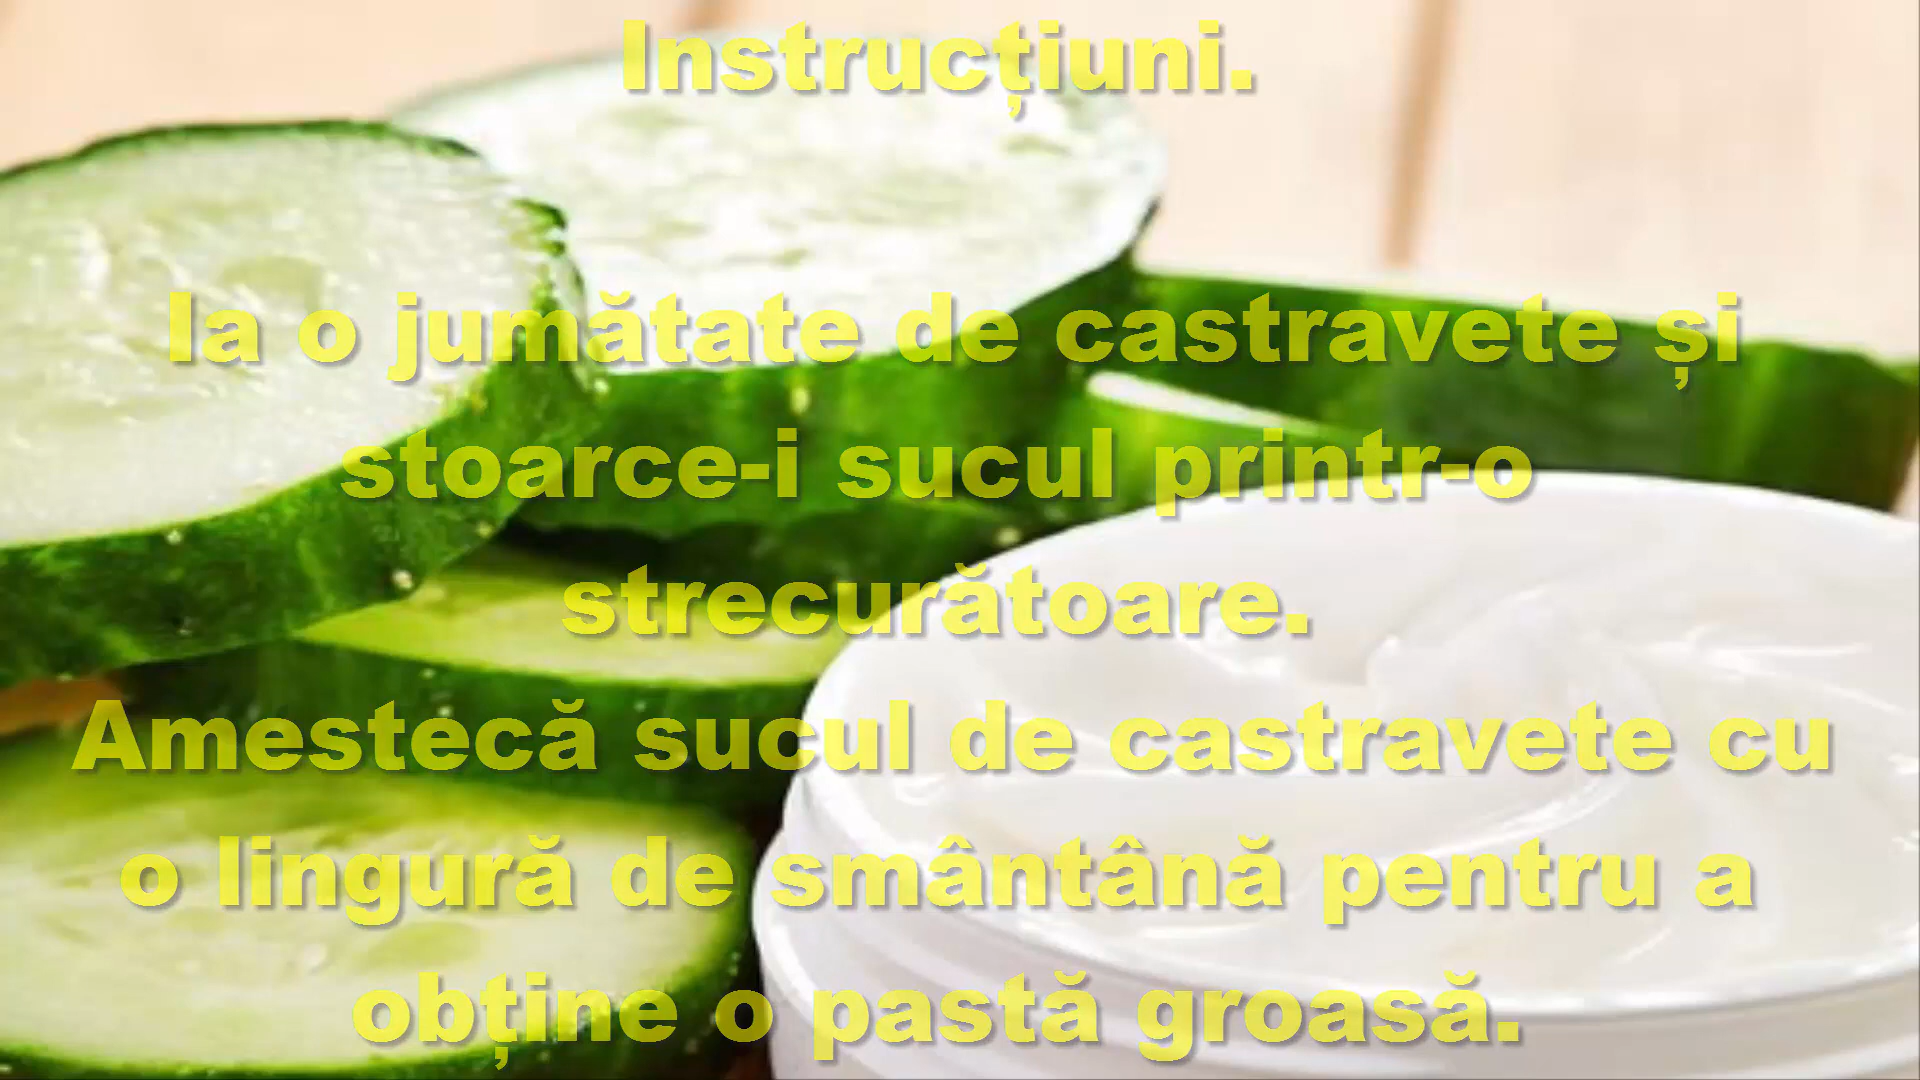 Instrucțiuni.
Ia o jumătate de castravete și
stoarce-i sucul printr-o
strecurătoare.
Amestecă sucul de castravete cu
o lingură de smântână pentru a
obține o pastă groasă.